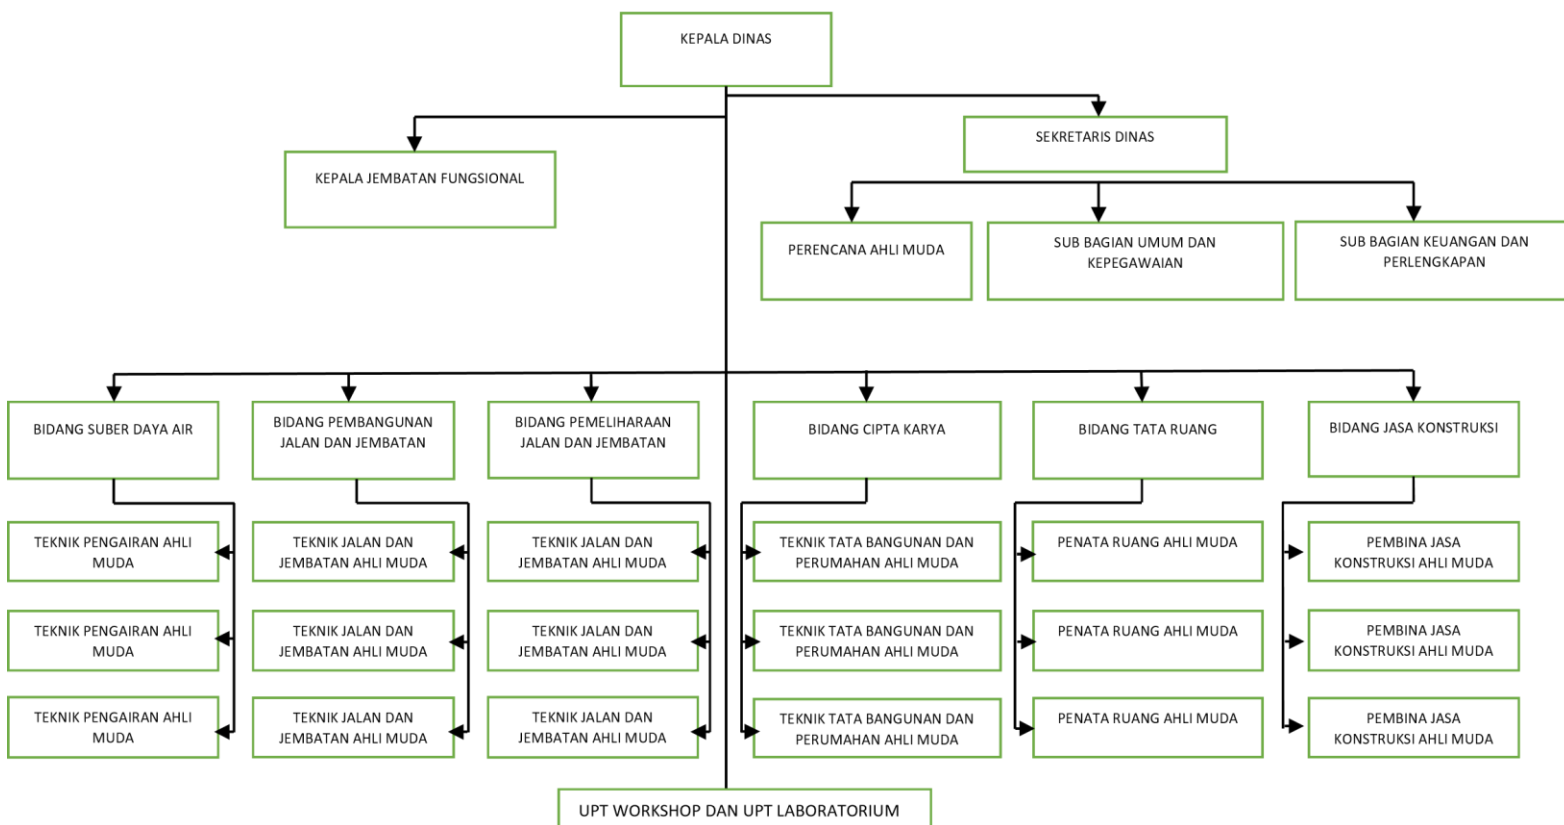 KEPALA DINAS
SEKRETARIS DINAS
KEPALA JEMBATAN FUNGSIONAL
PERENCANA AHLI MUDA
SUB BAGIAN UMUM DAN
KEPEGAWAIAN
SUB BAGIAN KEUANGAN DAN
PERLENGKAPAN
BIDANG SUBER DAYA AIR
BIDANG PEMBANGUNAN
JALAN DAN JEMBATAN
BIDANG PEMELIHARAAN
JALAN DAN JEMBATAN
BIDANG CIPTA KARYA
BIDANG TATA RUANG
BIDANG JASA KONSTRUKSI
TEKNIK PENGAIRAN AHLI
MUDA
TEKNIK JALAN DAN
JEMBATAN AHLI MUDA
TEKNIK JALAN DAN
JEMBATAN AHLI MUDA
TEKNIK TATA BANGUNAN DAN
PERUMAHAN AHLI MUDA
PENATA RUANG AHLI MUDA
PEMBINA JASA
KONSTRUKSI AHLI MUDA
TEKNIK PENGAIRAN AHLI
MUDA
TEKNIK JALAN DAN
JEMBATAN AHLI MUDA
TEKNIK JALAN DAN
JEMBATAN AHLI MUDA
TEKNIK TATA BANGUNAN DAN
PERUMAHAN AHLI MUDA
PENATA RUANG AHLI MUDA
PEMBINA JASA
KONSTRUKSI AHLI MUDA
TEKNIK PENGAIRAN AHLI
MUDA
TEKNIK JALAN DAN
JEMBATAN AHLI MUDA
TEKNIK JALAN DAN
JEMBATAN AHLI MUDA
TEKNIK TATA BANGUNAN DAN
PERUMAHAN AHLI MUDA
PENATA RUANG AHLI MUDA
PEMBINA JASA
KONSTRUKSI AHLI MUDA
UPT WORKSHOP DAN UPT LABORATORIUM